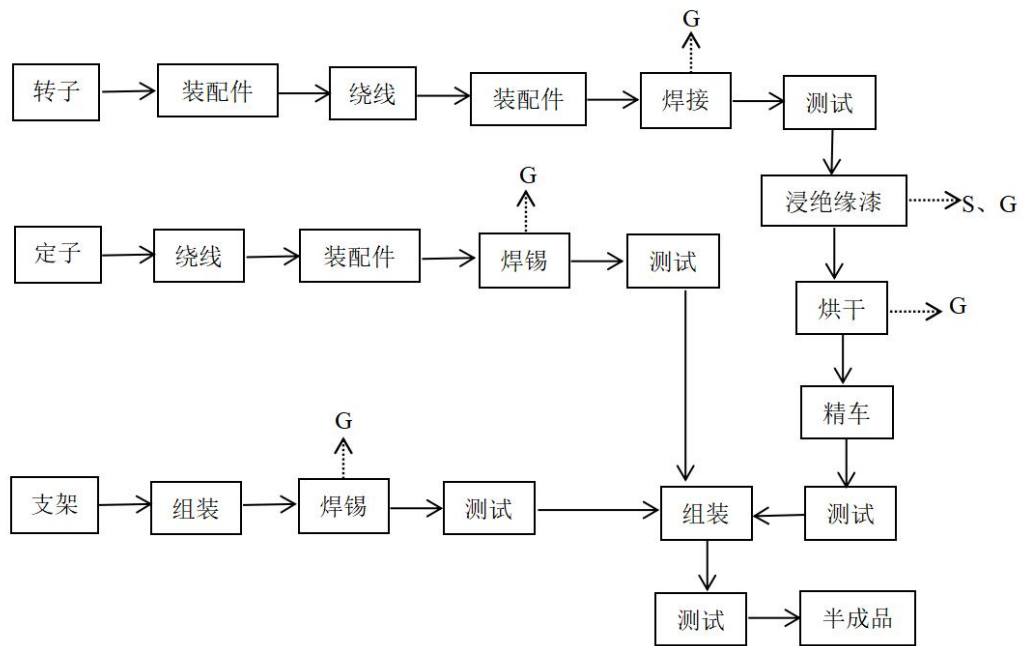 G
转子
装配件
绕线
装配件
焊接
测试
G
浸绝缘漆
S、G
定子
绕线
装配件
焊锡
测试
烘干
G
精车
G
支架
组装
焊锡
测试
组装
测试
测试
半成品